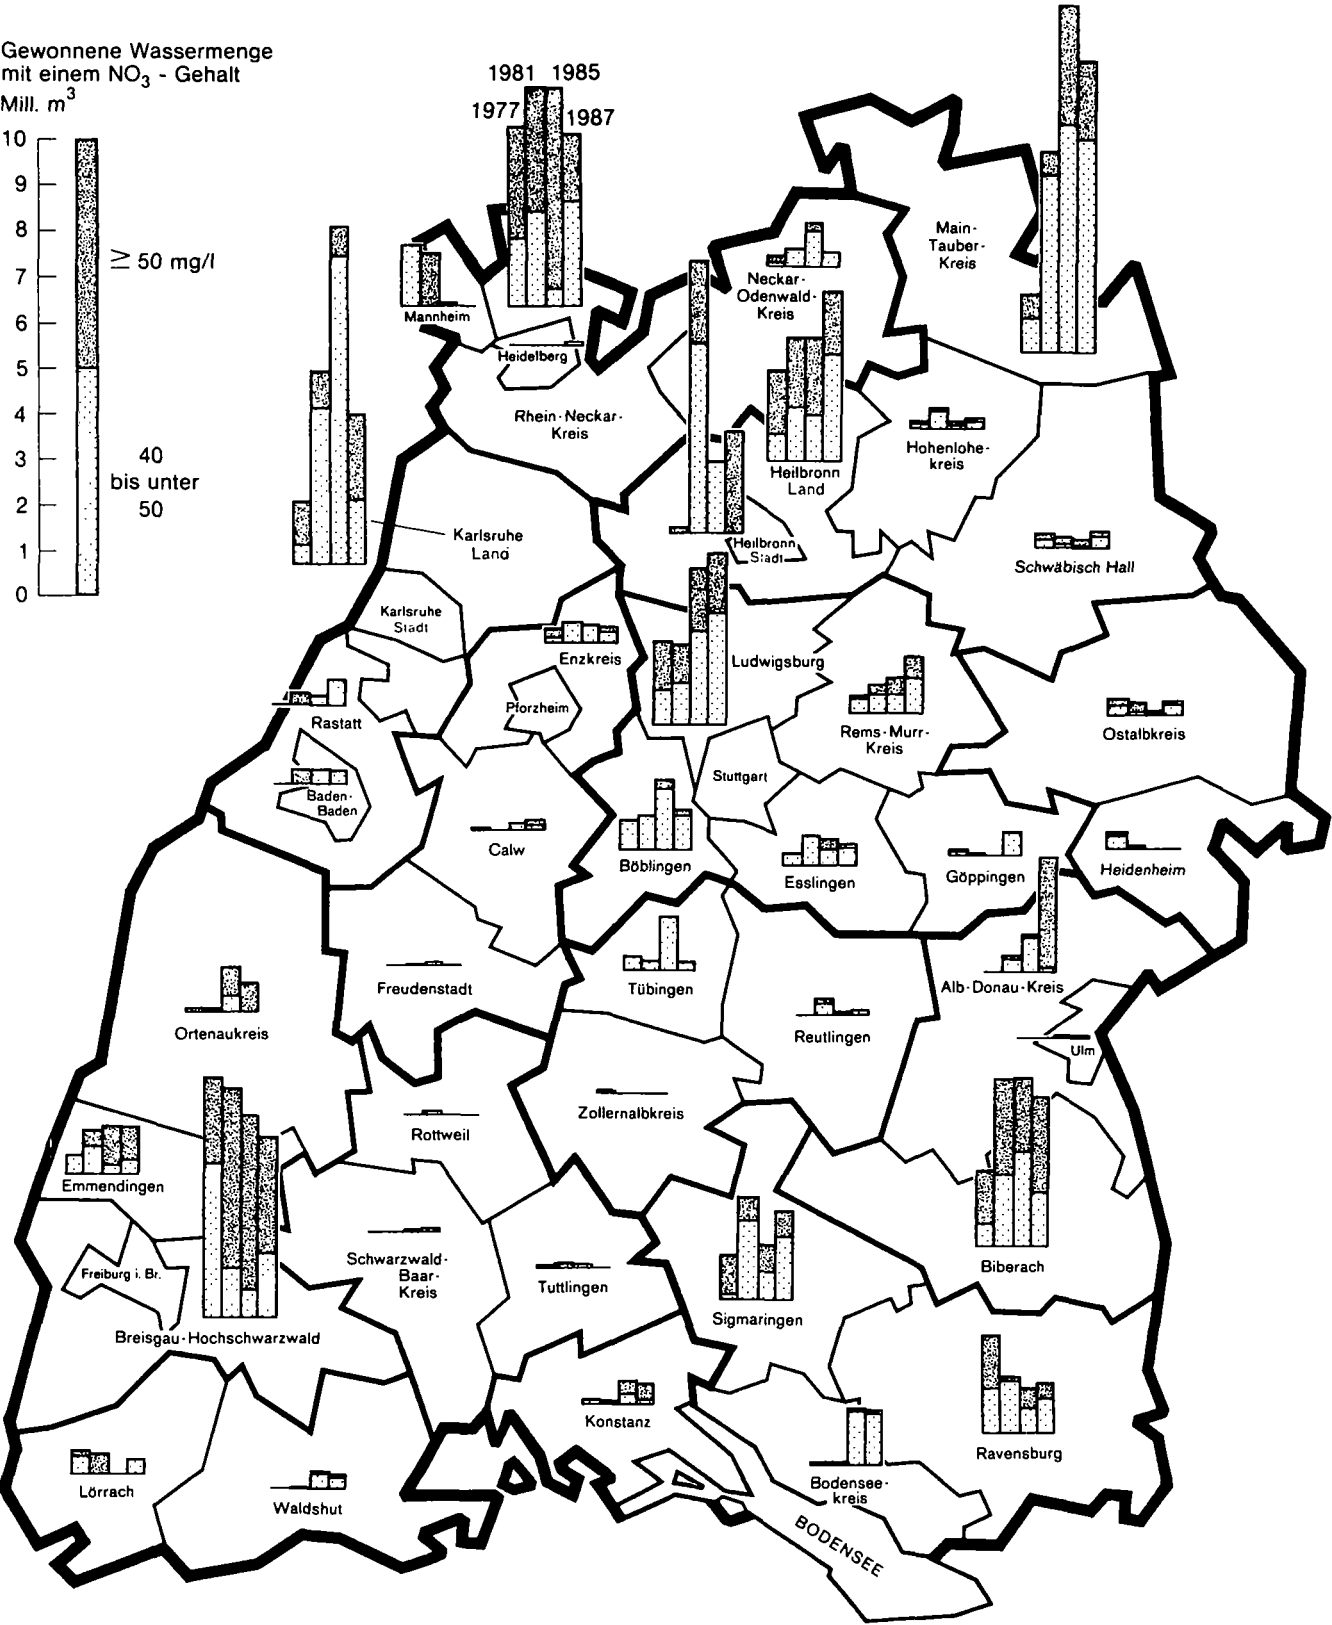 Gewonnene Wassermenge
mit einem NO₃ - Gehalt
Mill. m³
10
9
8
7
6
5
4
3
2
1
0
≥ 50 mg/l
40
bis unter
50
1981 1985
1977
1987
Mannheim
Heidelberg
Rhein-Neckar-
Kreis
Neckar-
Odenwald-
Kreis
Main-
Tauber-
Kreis
Heilbronn
Land
Hohenlohe-
kreis
Heilbronn
Stadt
Schwäbisch Hall
Karlsruhe
Land
Karlsruhe
Stadt
Enzkreis
Ludwigsburg
Rastatt
Pforzheim
Rems-Murr-
Kreis
Ostalbkreis
Stuttgart
Baden-
Baden
Calw
Böblingen
Esslingen
Göppingen
Heidenheim
Freudenstadt
Tübingen
Alb-Donau-Kreis
Ortenaukreis
Reutlingen
Ulm
Rottweil
Zollernalbkreis
Emmendingen
Freiburg i. Br.
Schwarzwald-
Baar-
Kreis
Tuttlingen
Biberach
Sigmaringen
Breisgau-Hochschwarzwald
Konstanz
Ravensburg
Lörrach
Waldshut
Bodensee-
kreis
BODENSEE